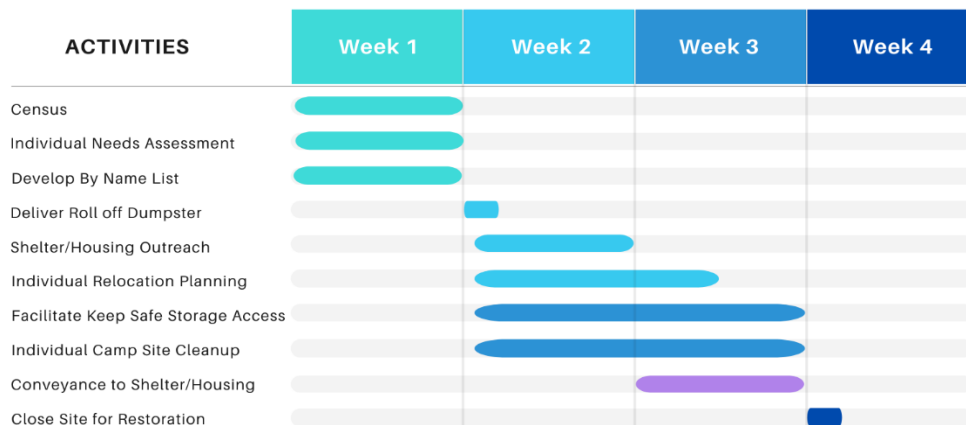 ACTIVITIES Week 1 Week 2 Week 3 Week 4
Census
Individual Needs Assessment
Develop By Name List
Deliver Roll off Dumpster
Shelter/Housing Outreach
Individual Relocation Planning
Facilitate Keep Safe Storage Access
Individual Camp Site Cleanup
Conveyance to Shelter/Housing
Close Site for Restoration